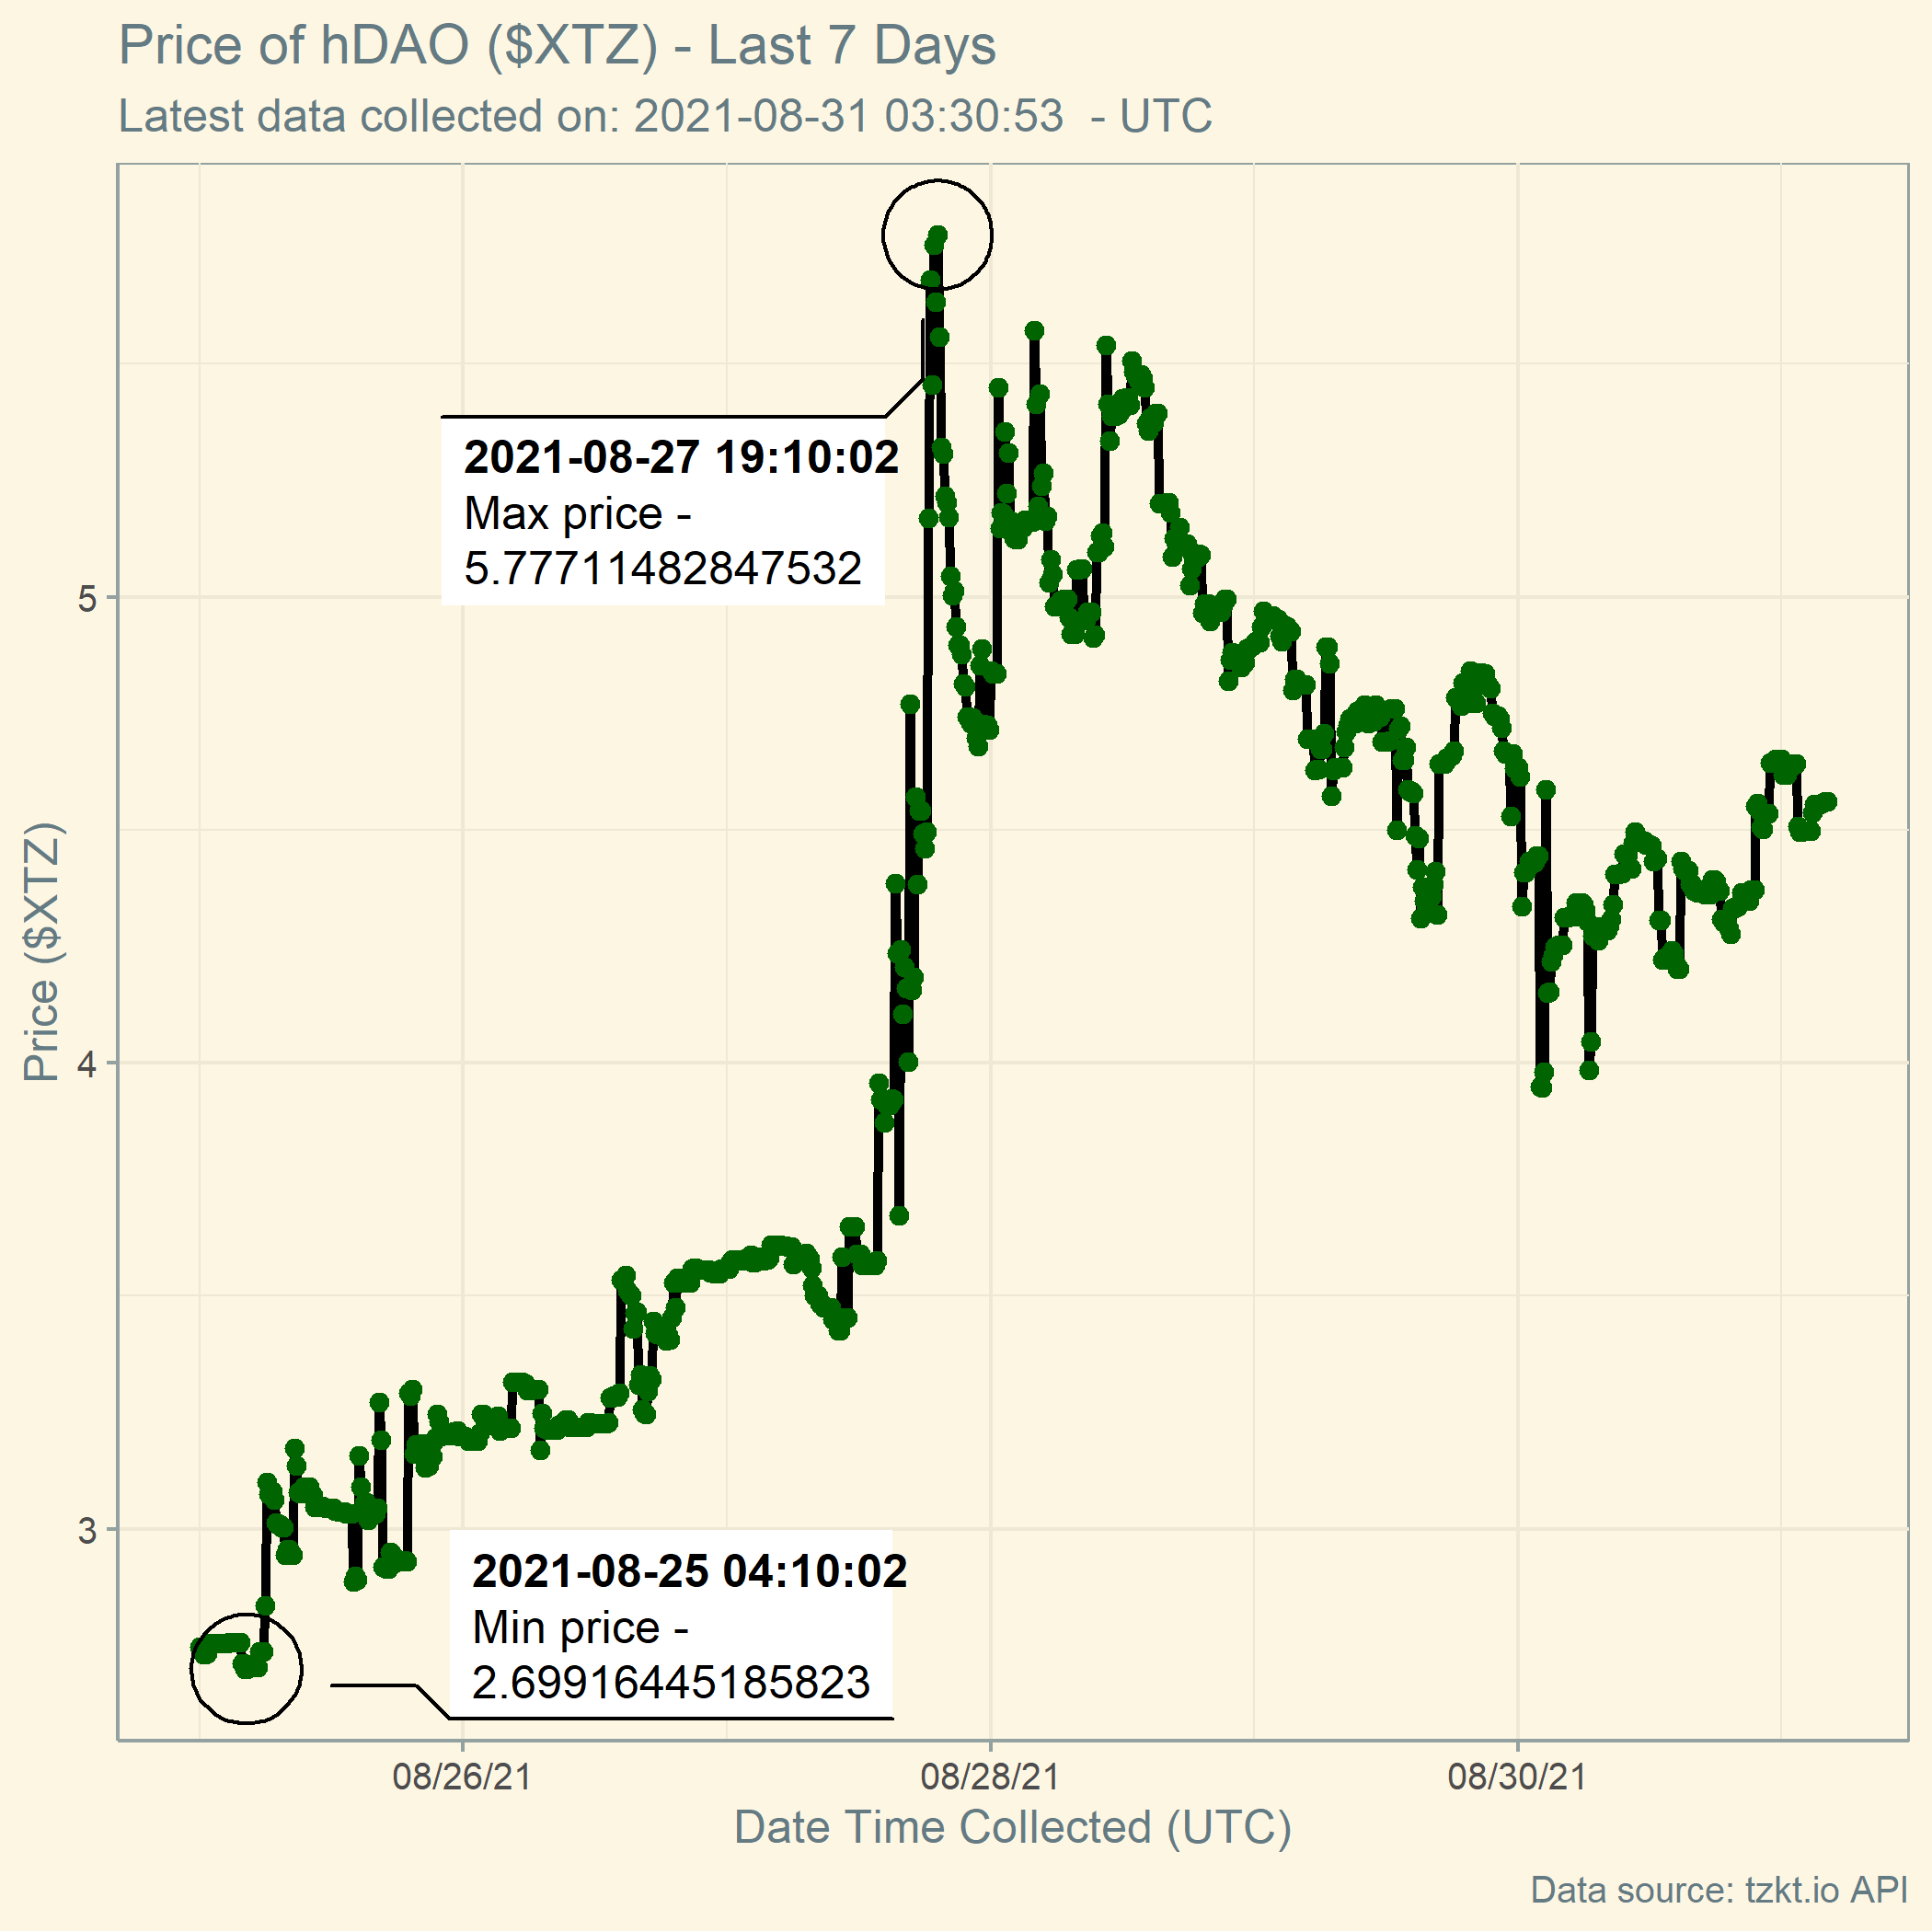 Price of hDAO ($XTZ) - Last 7 Days
Latest data collected on: 2021-08-31 03:30:53  - UTC
2021-08-27 19:10:02
Max price -
5.77711482847532
5
Price ($XTZ)
4
3
2021-08-25 04:10:02
Min price -
2.69916445185823
08/26/21
08/28/21
08/30/21
Date Time Collected (UTC)
Data source: tzkt.io API